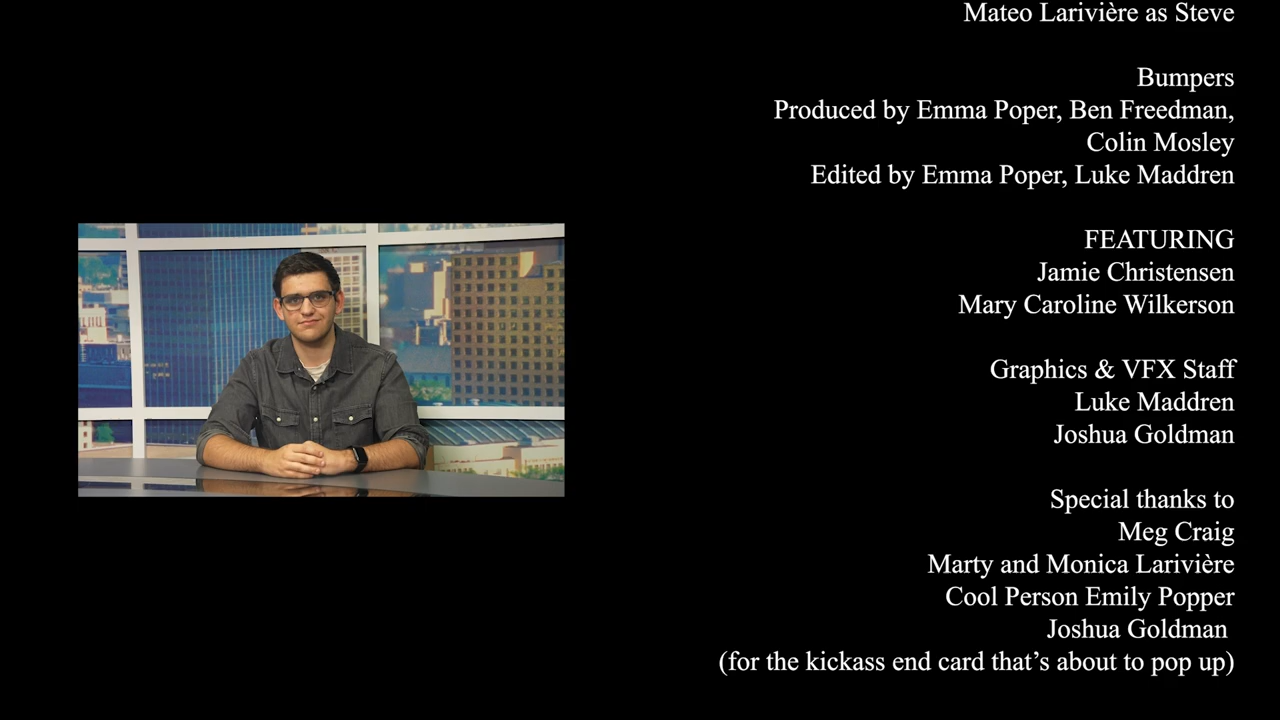 Mateo Larivière as Steve
Bumpers
Produced by Emma Poper, Ben Freedman,
Colin Mosley
Edited by Emma Poper, Luke Maddren
FEATURING
Jamie Christensen
Mary Caroline Wilkerson
Graphics & VFX Staff
Luke Maddren
Joshua Goldman
Special thanks to
Meg Craig
Marty and Monica Larivière
Cool Person Emily Popper
Joshua Goldman
(for the kickass end card that’s about to pop up)